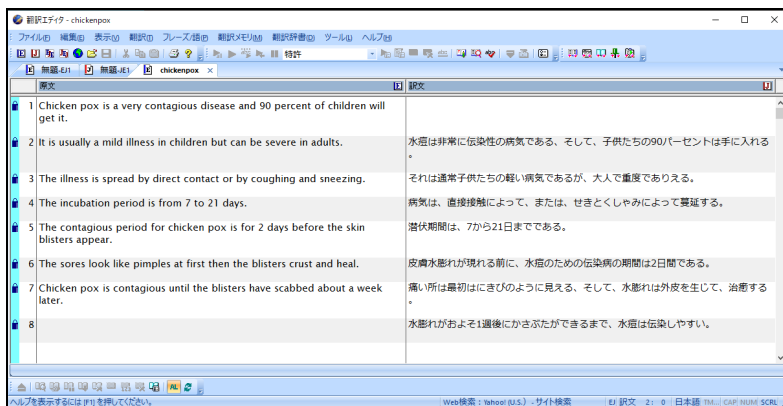 翻訳エディタ - chickenpox
ファイル(F) 編集(E) 表示(V) 翻訳(T) フレーズ/語(P) 翻訳メモリ(M) 翻訳辞書(D) ツール(L) ヘルプ(H)
特許
無題-EJ1 無題-JE1 chickenpox ×
原文 E 訳文 J
1 Chicken pox is a very contagious disease and 90 percent of children will
get it.
2 It is usually a mild illness in children but can be severe in adults. 水痘は非常に伝染性の病気である、そして、子供たちの90パーセントは手に入れる
。
3 The illness is spread by direct contact or by coughing and sneezing. それは通常子供たちの軽い病気であるが、大人で重度でありえる。
4 The incubation period is from 7 to 21 days. 病気は、直接接触によって、または、せきとくしゃみによって蔓延する。
5 The contagious period for chicken pox is for 2 days before the skin 潜伏期間は、7から21日までである。
blisters appear.
6 The sores look like pimples at first then the blisters crust and heal. 皮膚水膨れが現れる前に、水痘のための伝染病の期間は2日間である。
7 Chicken pox is contagious until the blisters have scabbed about a week 痛い所は最初はにきびのように見える、そして、水膨れは外皮を生じて、治癒する
later. 。
8 水膨れがおよそ1週後にかさぶたができるまで、水痘は伝染しやすい。
AL
ヘルプを表示するには [F1] を押してください。 Web検索 : Yahoo! (U.S.) - サイト検索 EJ 訳文 2: 0 日本語 TM... CAP NUM SCRL